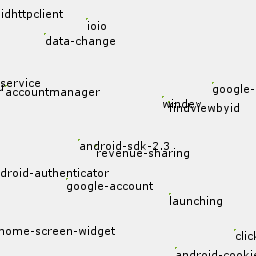 idhttpclient
ioio
data-change
service
accountmanager
google-
windev
findviewbyid
android-sdk-2.3
revenue-sharing
droid-authenticator
google-account
launching
home-screen-widget
click
android-cookie